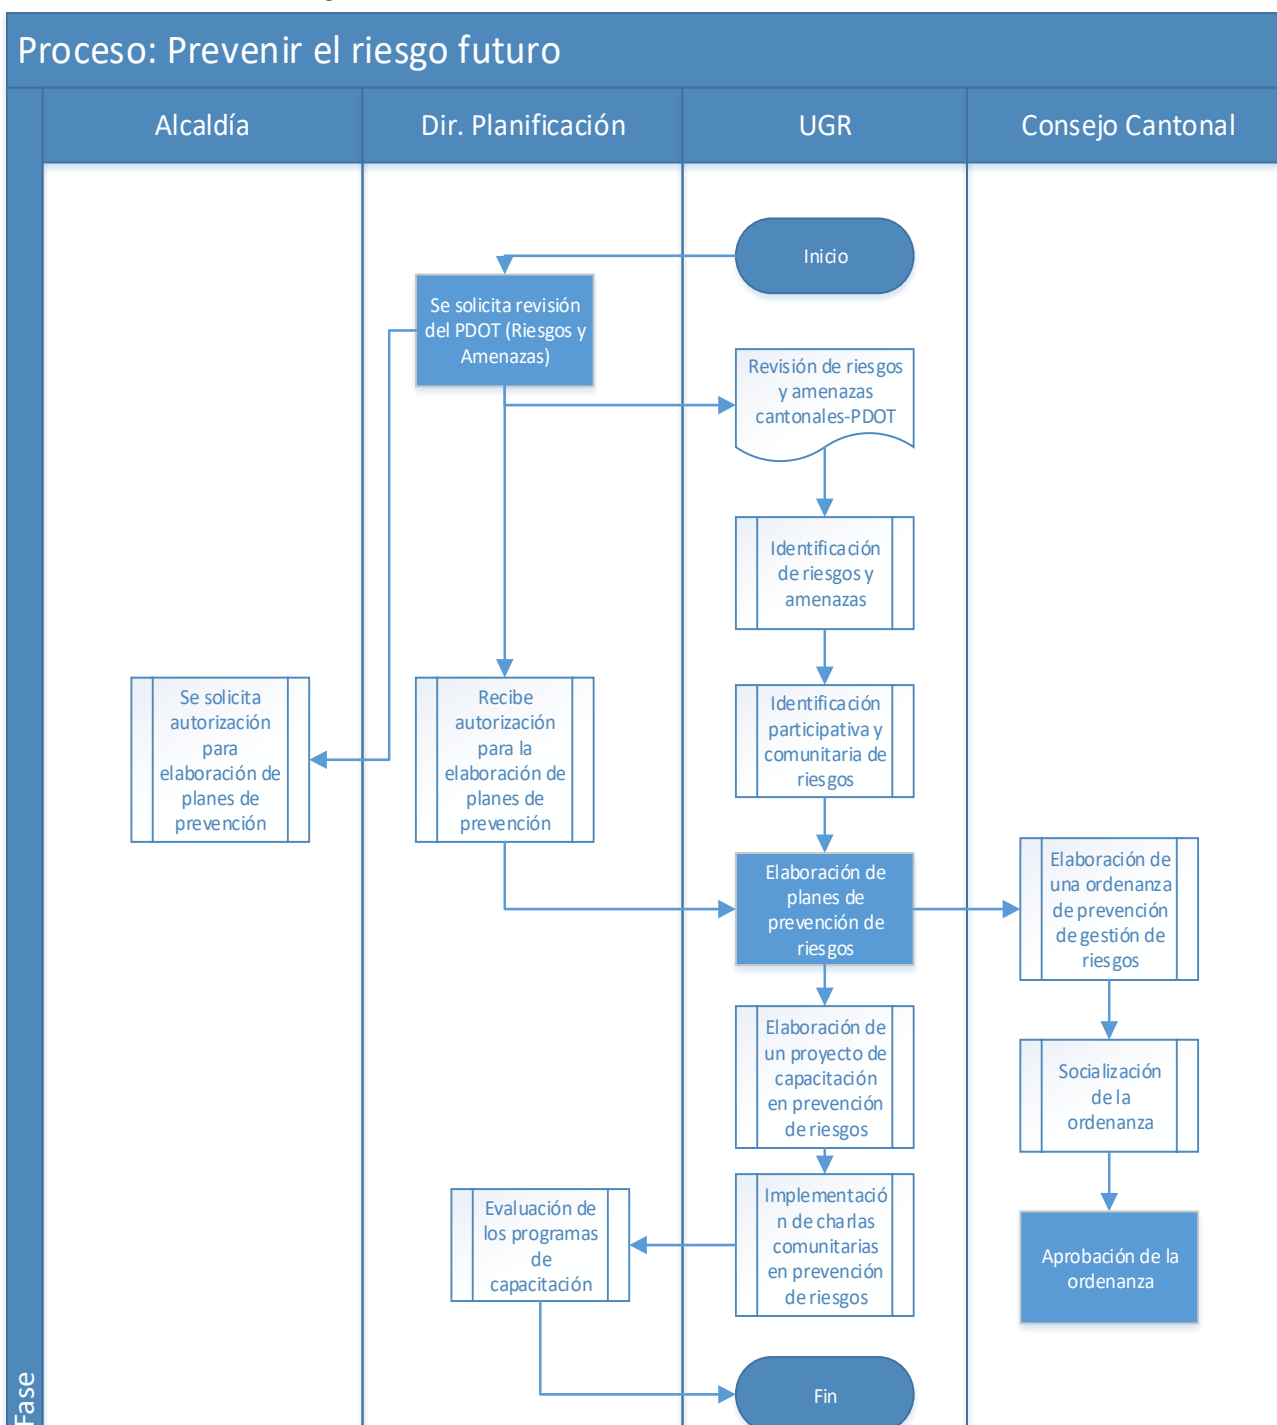 Proceso: Prevenir el riesgo futuro
Alcaldía
Dir. Planificación
UGR
Consejo Cantonal
Inicio
Se solicita revisión
del PDOT (Riesgos y
Amenazas)
Revisión de riesgos
y amenazas
cantonales-PDOT
Identificación
de riesgos y
amenazas
Se solicita
autorización
para
elaboración de
planes de
prevención
Recibe
autorización
para la
elaboración de
planes de
prevención
Identificación
participativa y
comunitaria de
riesgos
Elaboración de
planes de
prevención de
riesgos
Elaboración de
una ordenanza
de prevención
de gestión de
riesgos
Elaboración de
un proyecto de
capacitación
en prevención
de riesgos
Socialización
de la
ordenanza
Evaluación de
los programas
de
capacitación
Implementació
n de charlas
comunitarias
en prevención
de riesgos
Aprobación de la
ordenanza
Fin
Fase